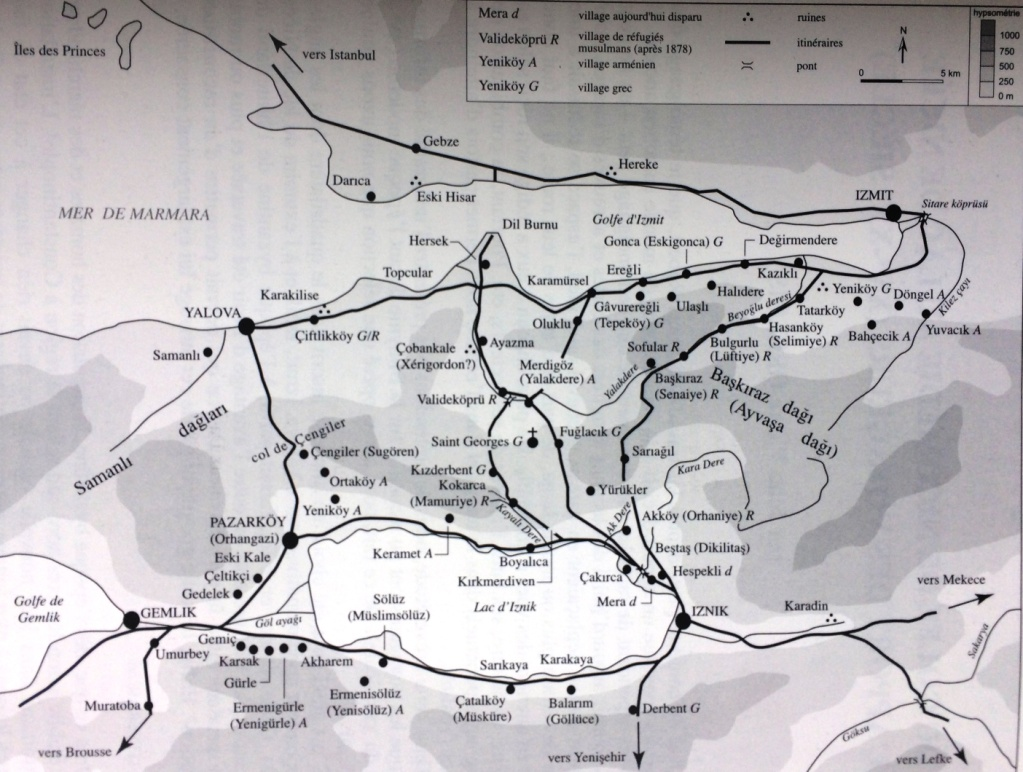 Îles des Princes
vers Istanbul
Mera d
village aujourd'hui disparu
Valideköprü R
village de réfugiés
musulmans (après 1878)
Yeniköy A
village arménien
Yeniköy G
village grec
ruines
itinéraires
pont
N
0
5 km
hypsométrie
1000
750
500
250
0 m
Gebze
Hereke
Darıca
Eski Hisar
IZMIT
Sitare köprüsü
MER DE MARMARA
Golfe d'Izmit
Dil Burnu
Hersek
Gonca (Eskigonca) G
Değirmendere
Topcular
Karamürsel
Ereğli
Kazıklı
Karakilise
Halıdere
Yeniköy G
Döngel A
Kilez çayı
YALOVA
Gâvurereğli
(Tepeköy) G
Ulaşlı
Beyoğlu deresi
Tatarköy
Çiftlikköy G/R
Oluklu
Hasanköy
(Selimiye) R
Bahçecik A
Yuvacık A
Samanlı
Çobankale
(Xérigordon?)
Ayazma
Sofular R
Bulgurlu
(Lüftiye) R
Merdigöz
(Yalakdere) A
Yalakdere
Başkıraz
(Senaiye) R
Başkıraz dağı
(Ayvaşa dağı)
Valideköprü R
Samanlı dağları
col de Çengiler
Çengiler (Sugören)
Saint Georges G
Fuğlacık G
Sarıağıl
Kara Dere
Ortaköy A
Kızderbent G
Kokarca
(Mamuriye) R
Yürükler
Yeniköy A
Kayalı Dere
Ak Dere
Akköy (Orhaniye) R
PAZARKÖY
(Orhangazi)
Keramet A
Boyalıca
Beştaş (Dikilitaş)
Eski Kale
Çeltikçi
Kırkmerdiven
Çakırca
Hespekli d
Gedelek
Mera d
vers Mekece
Golfe de
Gemlik
GEMLIK
Göl ayağı
Sölüz
(Müslimsölüz)
Lac d'Iznik
IZNIK
Karadin
Sakarya
Umurbey
Gemiç
Karsak
Gürle
Akharem
Sarıkaya
Karakaya
Ermenigürle
(Yenigürle) A
Ermenisölüz
(Yenisölüz) A
Çatalköy
(Müsküre)
Balarım
(Göllüce)
Derbent G
Muratoba
vers Brousse
vers Yenişehir
Göksu
vers Lefke